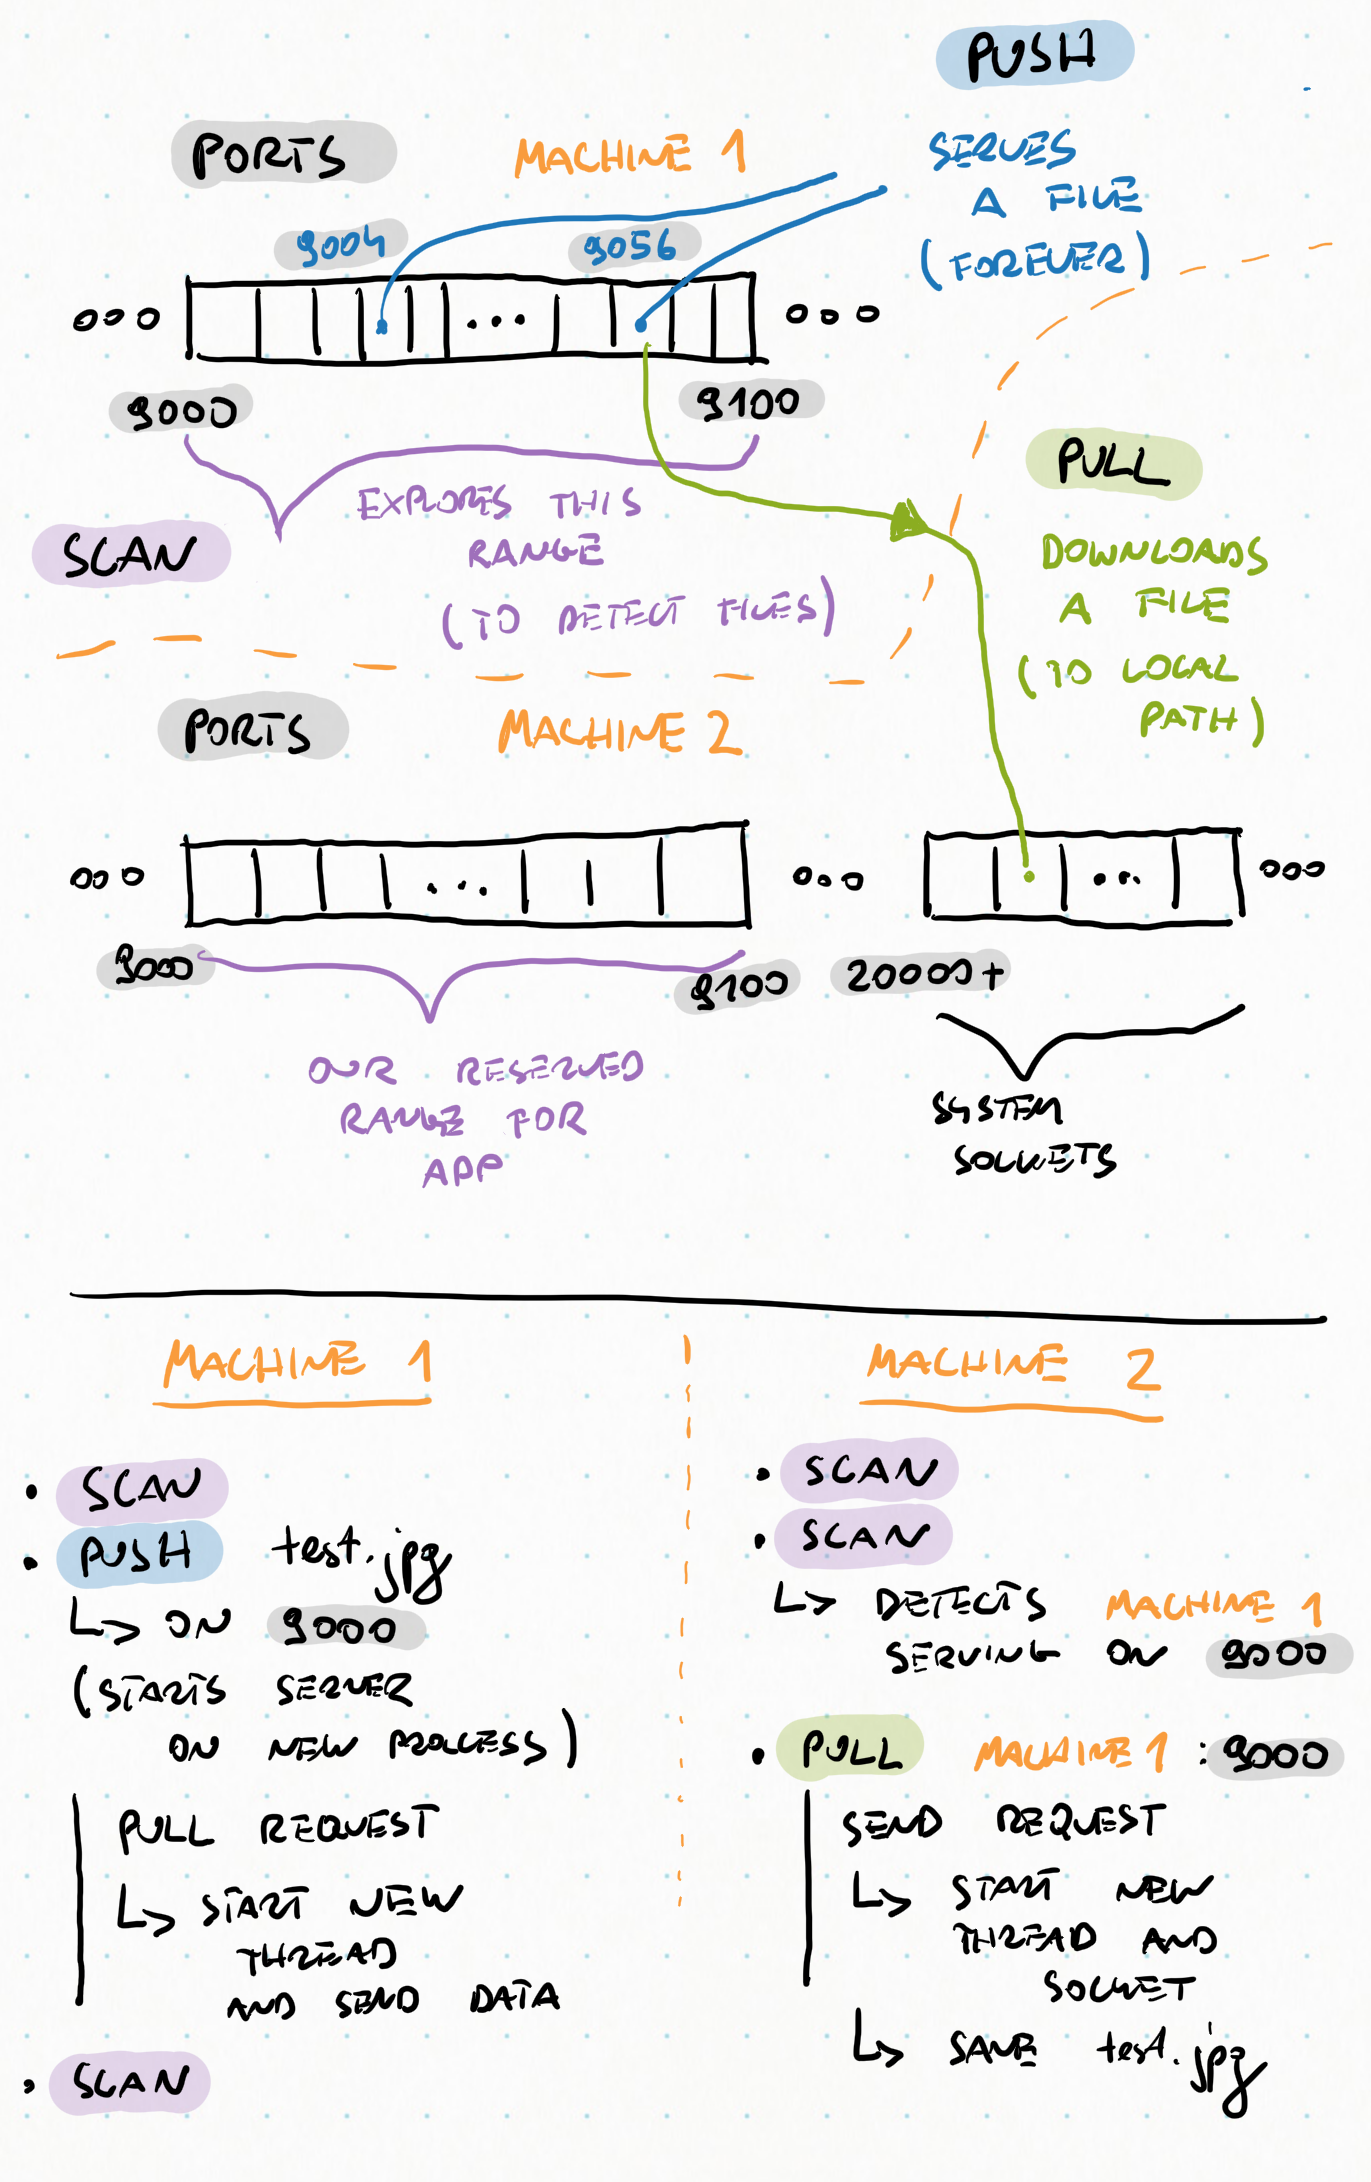 PUSH
SERVES
A FILE
(FOREVER)
PORTS MACHINE 1
9004 9056
ooo ... ooo
9000 9100
SCAN
EXPLORES THIS
RANGE
(TO DETECT FILES)
PULL
DOWNLOADS
A FILE
(TO LOCAL
PATH)
PORTS MACHINE 2
ooo ... ooo ... ooo
9000 9100 20000+
OUR RESERVED
RANGE FOR
APP
SYSTEM
SOCKETS
MACHINE 1
• SCAN
• PUSH test.jpg
↳ ON 9000
(STARTS SERVER
ON NEW PROCESS)
PULL REQUEST
↳ START NEW
THREAD
AND SEND DATA
• SCAN
MACHINE 2
• SCAN
• SCAN
↳ DETECTS MACHINE 1
SERVING ON 9000
• PULL MACHINE 1 : 9000
SEND REQUEST
↳ START NEW
THREAD AND
SOCKET
↳ SAVE test.jpg